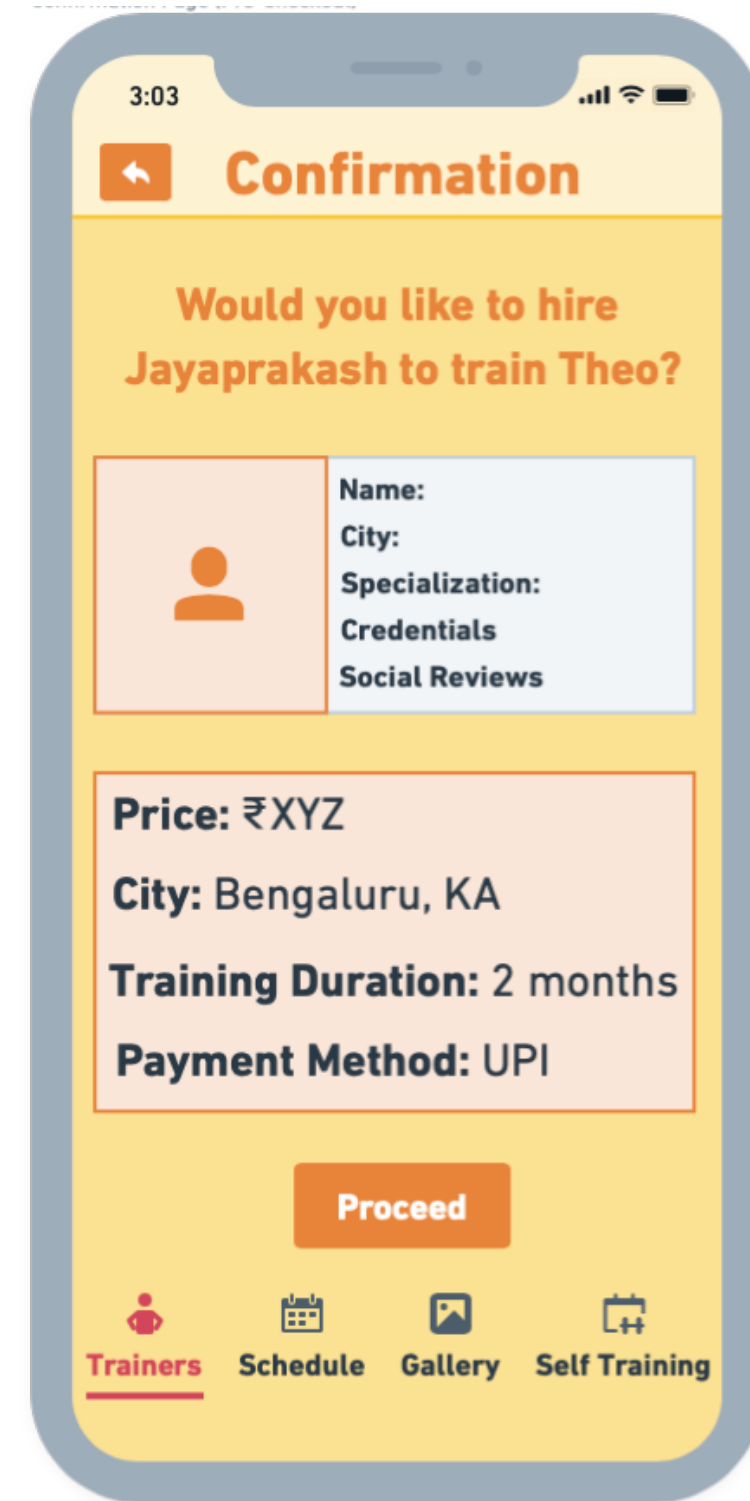 3:03
Confirmation
Would you like to hire
Jayaprakash to train Theo?
Name:
City:
Specialization:
Credentials
Social Reviews
Price: ₹XYZ
City: Bengaluru, KA
Training Duration: 2 months
Payment Method: UPI
Proceed
Trainers Schedule Gallery Self Training